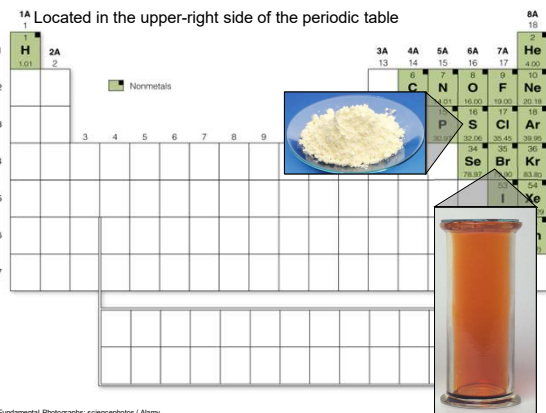 Located in the upper-right side of the periodic table
1A 8A
1 18
1 2
H 2A 3A 4A 5A 6A 7A He
1.01 2 13 14 15 16 17 4.00
6 7 8 9 10
Nonmetals C N O F Ne
16.00 19.00 20.18
16 17 18
3 4 5 6 7 8 9 P S Cl Ar
32.06 35.45 39.95
34 35 36
Se Br Kr
78.97 83.80
53 54
I Xe
Fundamental Photographs; sciencephotos / Alamy